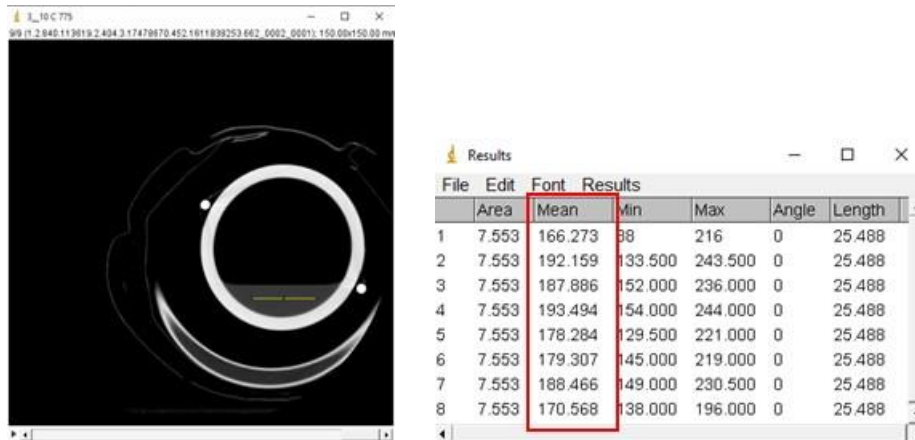 3_10 C 775
9/9 (1.2.840.113619.2.404.3.17478670.452.1611838253.662_0002_0001); 150.00x150.00 mm
Results
File Edit Font Results
Area Mean Min Max Angle Length
1 7.553 166.273 88 216 0 25.488
2 7.553 192.159 133.500 243.500 0 25.488
3 7.553 187.886 152.000 236.000 0 25.488
4 7.553 193.494 154.000 244.000 0 25.488
5 7.553 178.284 129.500 221.000 0 25.488
6 7.553 179.307 145.000 219.000 0 25.488
7 7.553 188.466 149.000 230.500 0 25.488
8 7.553 170.568 138.000 196.000 0 25.488